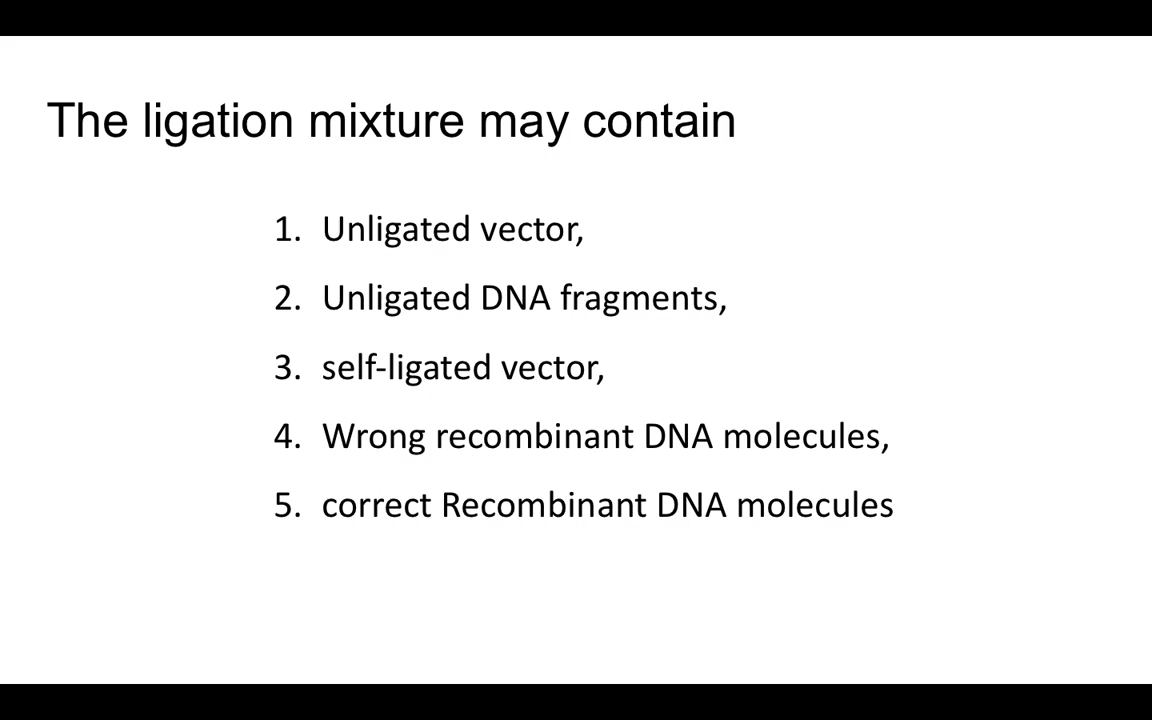 The ligation mixture may contain
1. Unligated vector,
2. Unligated DNA fragments,
3. self-ligated vector,
4. Wrong recombinant DNA molecules,
5. correct Recombinant DNA molecules